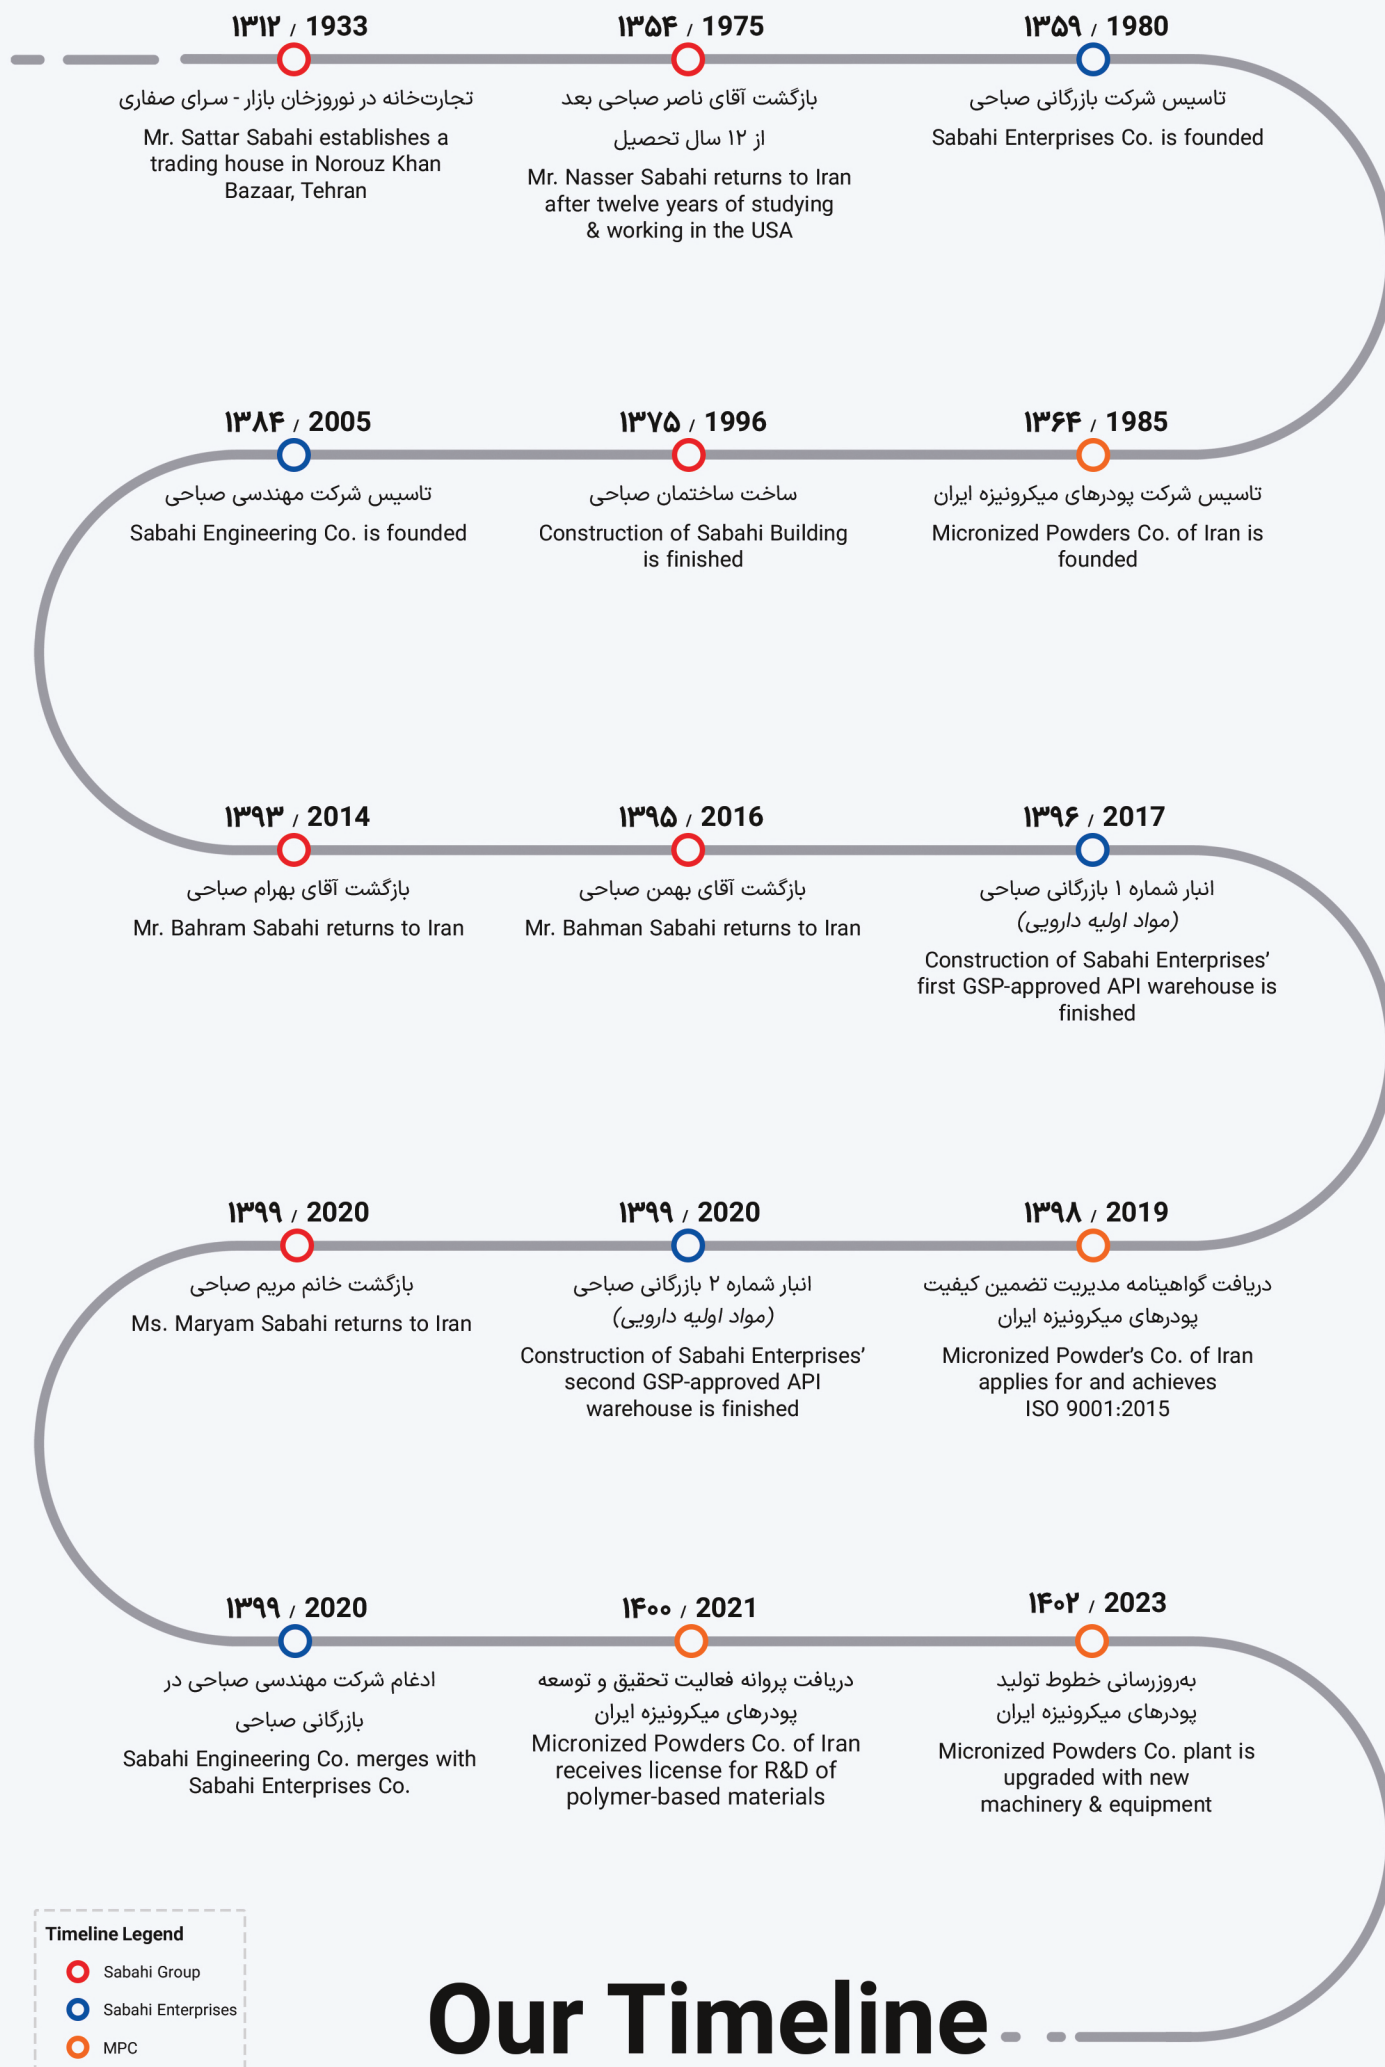 ۱۳۱۲ / 1933
تجارت‌خانه در نوروزخان بازار - سرای صفاری
Mr. Sattar Sabahi establishes a
trading house in Norouz Khan
Bazaar, Tehran
۱۳۵۴ / 1975
بازگشت آقای ناصر صباحی بعد
از ۱۲ سال تحصیل
Mr. Nasser Sabahi returns to Iran
after twelve years of studying
& working in the USA
۱۳۵۹ / 1980
تاسیس شرکت بازرگانی صباحی
Sabahi Enterprises Co. is founded
۱۳۶۴ / 1985
تاسیس شرکت پودرهای میکرونیزه ایران
Micronized Powders Co. of Iran is
founded
۱۳۷۵ / 1996
ساخت ساختمان صباحی
Construction of Sabahi Building
is finished
۱۳۸۴ / 2005
تاسیس شرکت مهندسی صباحی
Sabahi Engineering Co. is founded
۱۳۹۳ / 2014
بازگشت آقای بهرام صباحی
Mr. Bahram Sabahi returns to Iran
۱۳۹۵ / 2016
بازگشت آقای بهمن صباحی
Mr. Bahman Sabahi returns to Iran
۱۳۹۶ / 2017
انبار شماره ۱ بازرگانی صباحی
(مواد اولیه دارویی)
Construction of Sabahi Enterprises’
first GSP-approved API warehouse is
finished
۱۳۹۸ / 2019
دریافت گواهینامه مدیریت تضمین کیفیت
پودرهای میکرونیزه ایران
Micronized Powder’s Co. of Iran
applies for and achieves
ISO 9001:2015
۱۳۹۹ / 2020
انبار شماره ۲ بازرگانی صباحی
(مواد اولیه دارویی)
Construction of Sabahi Enterprises’
second GSP-approved API
warehouse is finished
۱۳۹۹ / 2020
بازگشت خانم مریم صباحی
Ms. Maryam Sabahi returns to Iran
۱۳۹۹ / 2020
ادغام شرکت مهندسی صباحی در
بازرگانی صباحی
Sabahi Engineering Co. merges with
Sabahi Enterprises Co.
۱۴۰۰ / 2021
دریافت پروانه فعالیت تحقیق و توسعه
پودرهای میکرونیزه ایران
Micronized Powders Co. of Iran
receives license for R&D of
polymer-based materials
۱۴۰۲ / 2023
به‌روزرسانی خطوط تولید
پودرهای میکرونیزه ایران
Micronized Powders Co. plant is
upgraded with new
machinery & equipment
Timeline Legend
Sabahi Group
Sabahi Enterprises
MPC
Our Timeline